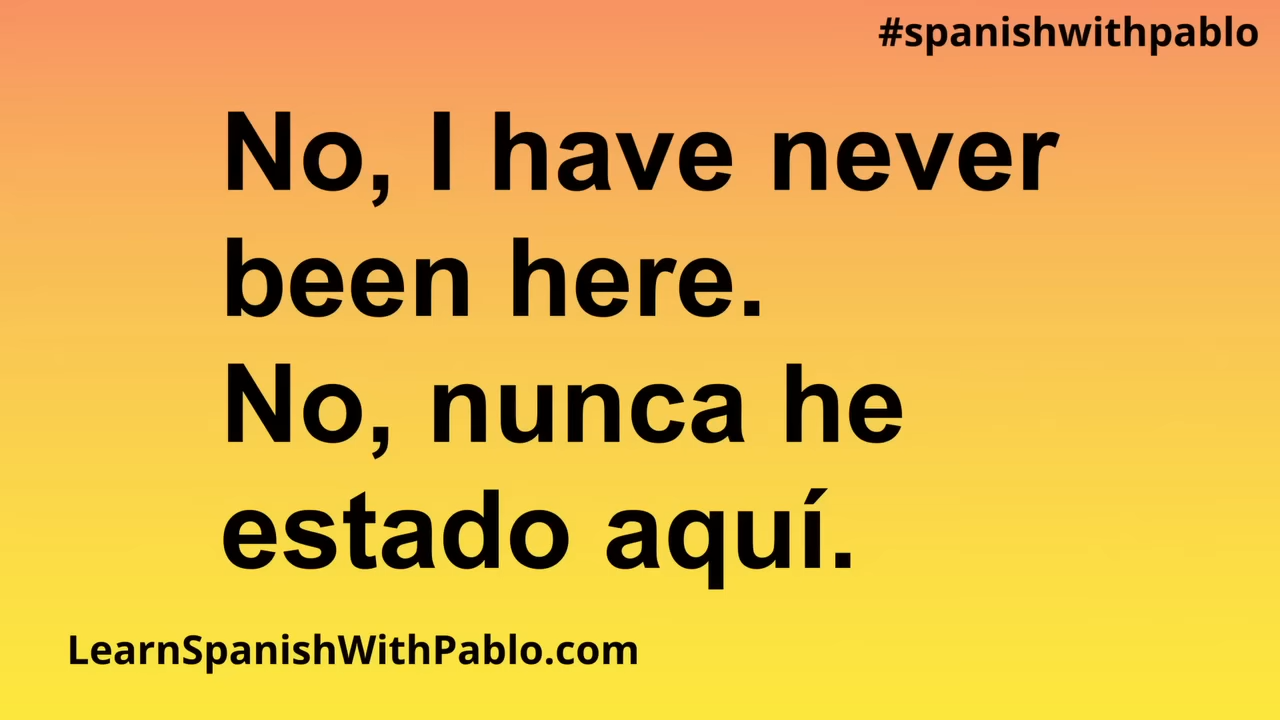 #spanishwithpablo
No, I have never
been here.
No, nunca he
estado aquí.
LearnSpanishWithPablo.com